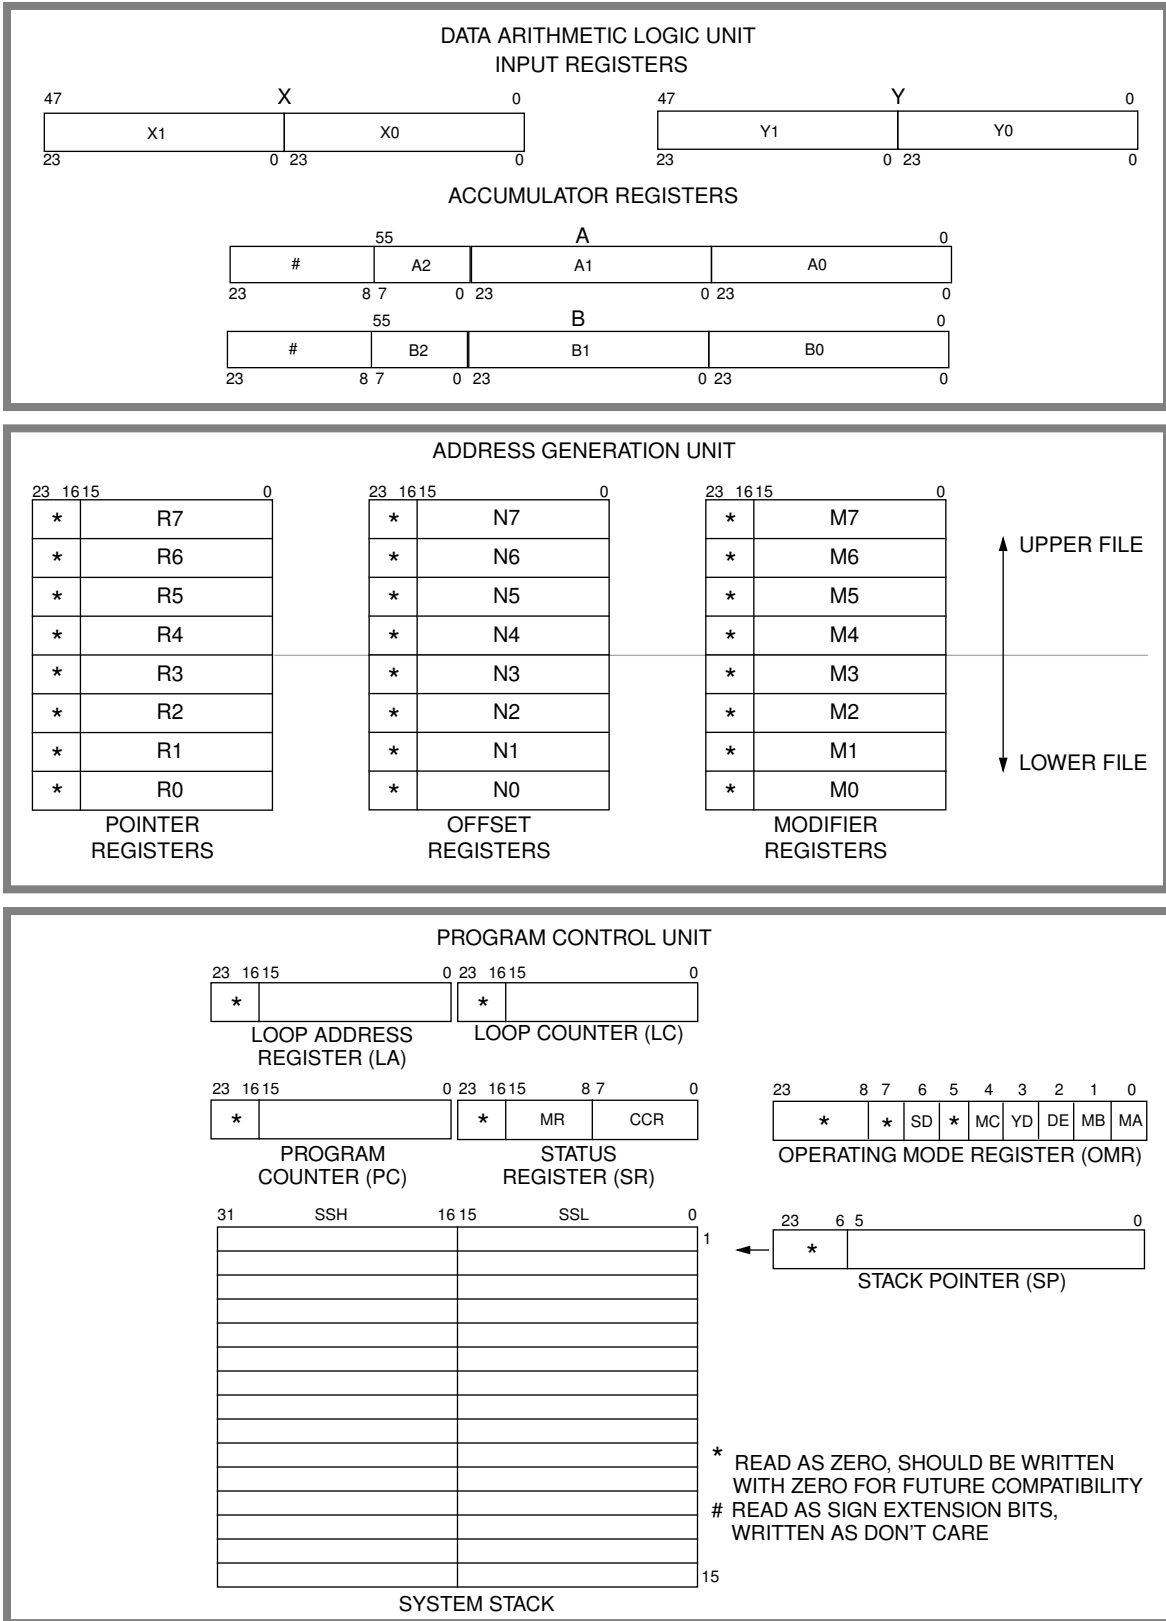 DATA ARITHMETIC LOGIC UNIT
INPUT REGISTERS
47 X 0 47 Y 0
X1 X0 Y1 Y0
23 0 23 0 23 0 23 0
ACCUMULATOR REGISTERS
55 A 0
# A2 A1 A0
23 8 7 0 23 0 23 0
55 B 0
# B2 B1 B0
23 8 7 0 23 0 23 0
ADDRESS GENERATION UNIT
23 16 15 0 23 16 15 0 23 16 15 0
* R7 * N7 * M7
* R6 * N6 * M6 UPPER FILE
* R5 * N5 * M5
* R4 * N4 * M4
* R3 * N3 * M3
* R2 * N2 * M2
* R1 * N1 * M1 LOWER FILE
* R0 * N0 * M0
POINTER OFFSET MODIFIER
REGISTERS REGISTERS REGISTERS
PROGRAM CONTROL UNIT
23 16 15 0 23 16 15 0
* *
LOOP ADDRESS LOOP COUNTER (LC)
REGISTER (LA)
23 16 15 0 23 16 15 8 7 0 23 8 7 6 5 4 3 2 1 0
* * MR CCR * * SD * MC YD DE MB MA
PROGRAM STATUS OPERATING MODE REGISTER (OMR)
COUNTER (PC) REGISTER (SR)
31 SSH 16 15 SSL 0 23 6 5 0
1 *
STACK POINTER (SP)
* READ AS ZERO, SHOULD BE WRITTEN
WITH ZERO FOR FUTURE COMPATIBILITY
# READ AS SIGN EXTENSION BITS,
WRITTEN AS DON'T CARE
15
SYSTEM STACK